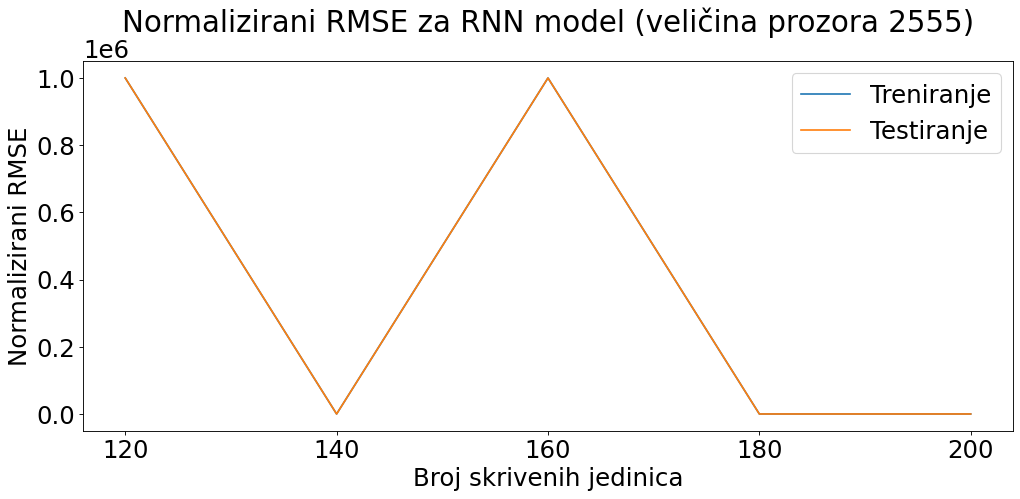 Normalizirani RMSE za RNN model (veličina prozora 2555)
1e6
1.0
0.8
0.6
0.4
0.2
0.0
Normalizirani RMSE
Treniranje
Testiranje
120 140 160 180 200
Broj skrivenih jedinica